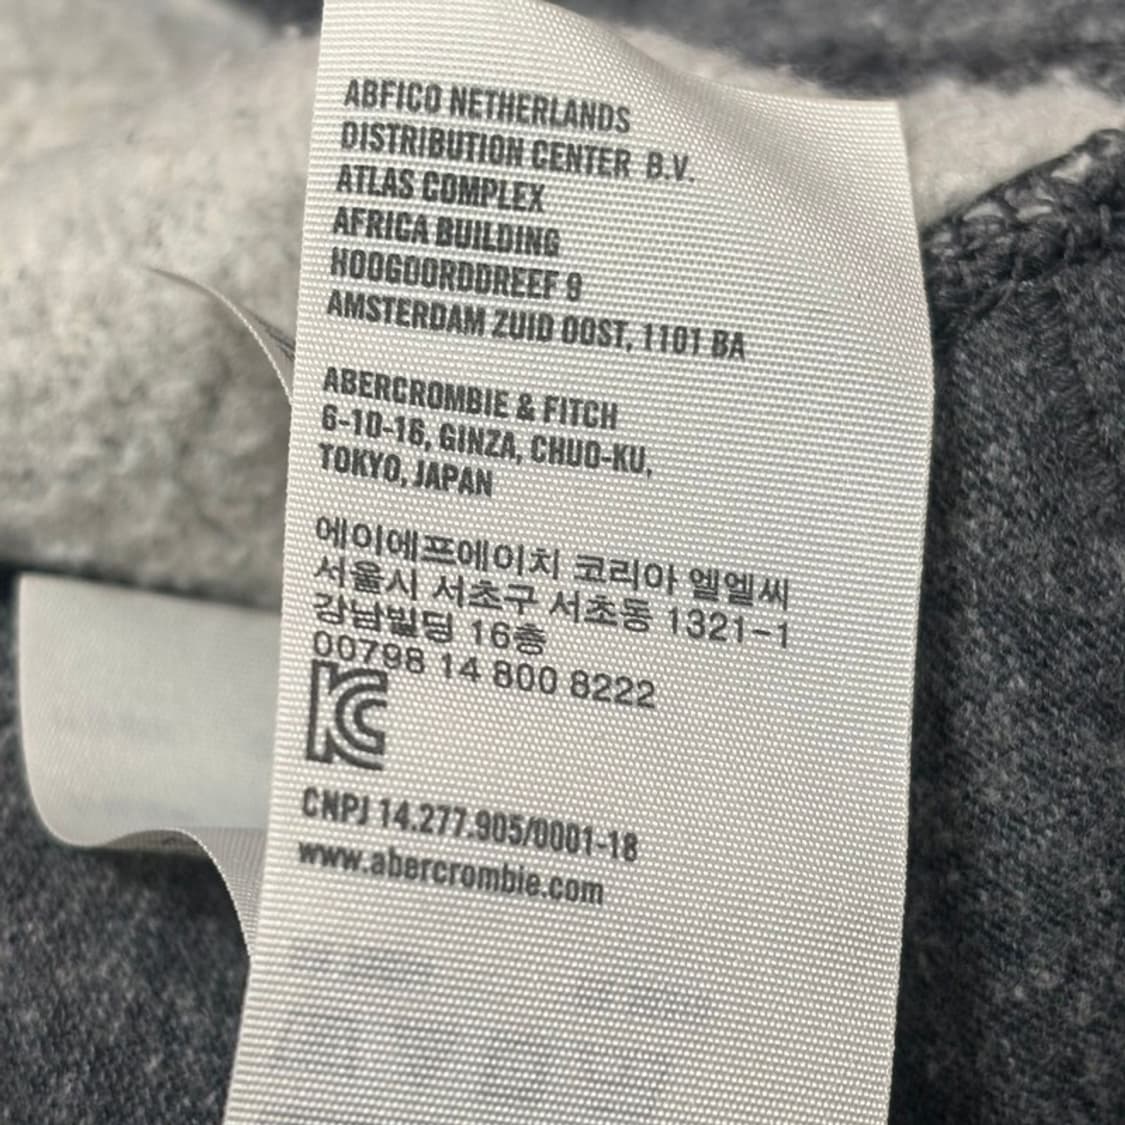 ABFICO NETHERLANDS
DISTRIBUTION CENTER B.V.
ATLAS COMPLEX
AFRICA BUILDING
HOOGOORDDREEF 9
AMSTERDAM ZUID OOST, 1101 BA
ABERCROMBIE & FITCH
6-10-16, GINZA, CHUO-KU,
TOKYO, JAPAN
에이에프에이치 코리아 엘엘씨
서울시 서초구 서초동 1321-1
강남빌딩 16층
00798 14 800 8222
KC
CNPJ 14.277.905/0001-18
www.abercrombie.com